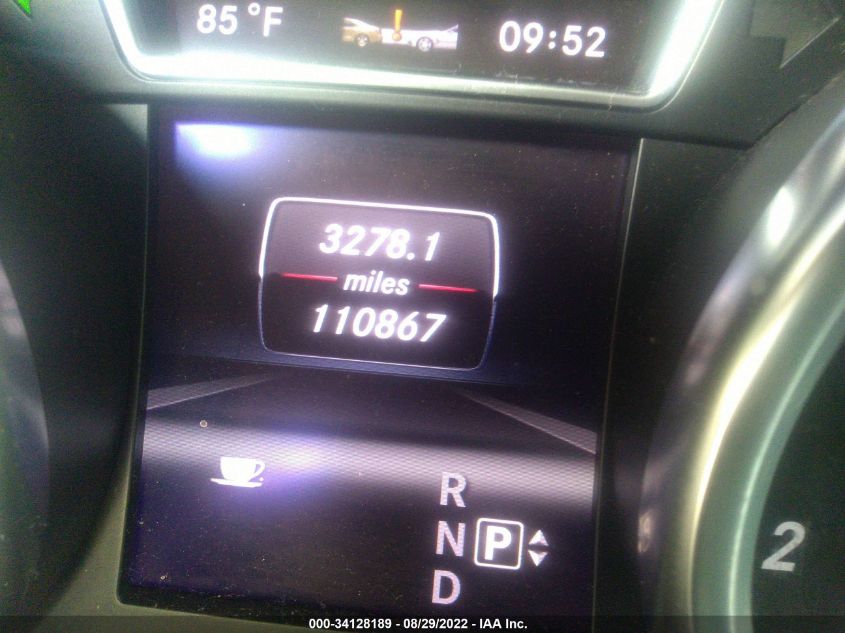 85°F 09:52
3278.1
miles
110867
R
N P
D
2
000-34128189 - 08/29/2022 - IAA Inc.